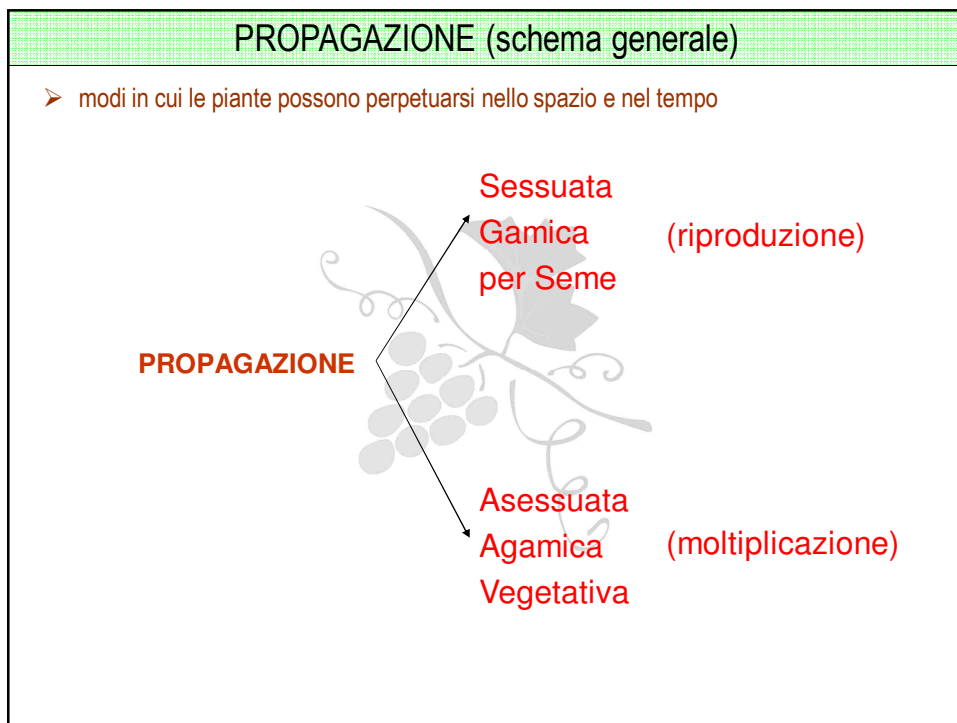 PROPAGAZIONE (schema generale)
➢ modi in cui le piante possono perpetuarsi nello spazio e nel tempo
Sessuata
Gamica (riproduzione)
per Seme
PROPAGAZIONE
Asessuata
Agamica (moltiplicazione)
Vegetativa